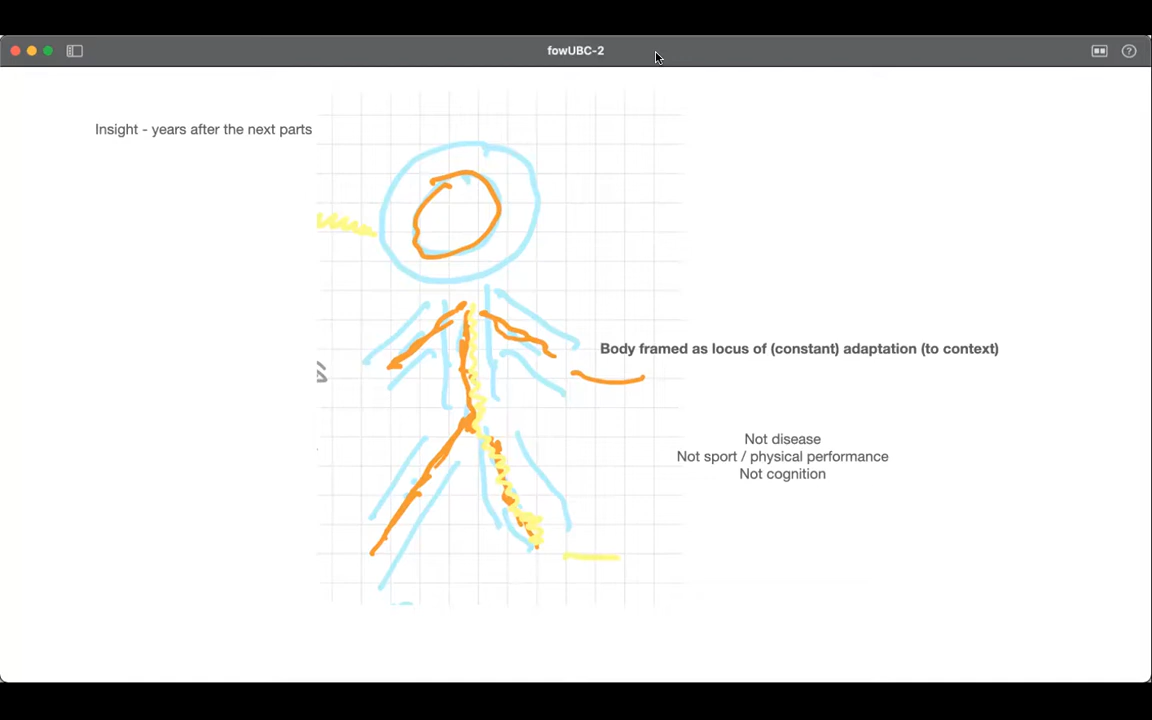 fowUBC-2
Insight - years after the next parts
Body framed as locus of (constant) adaptation (to context)
Not disease
Not sport / physical performance
Not cognition